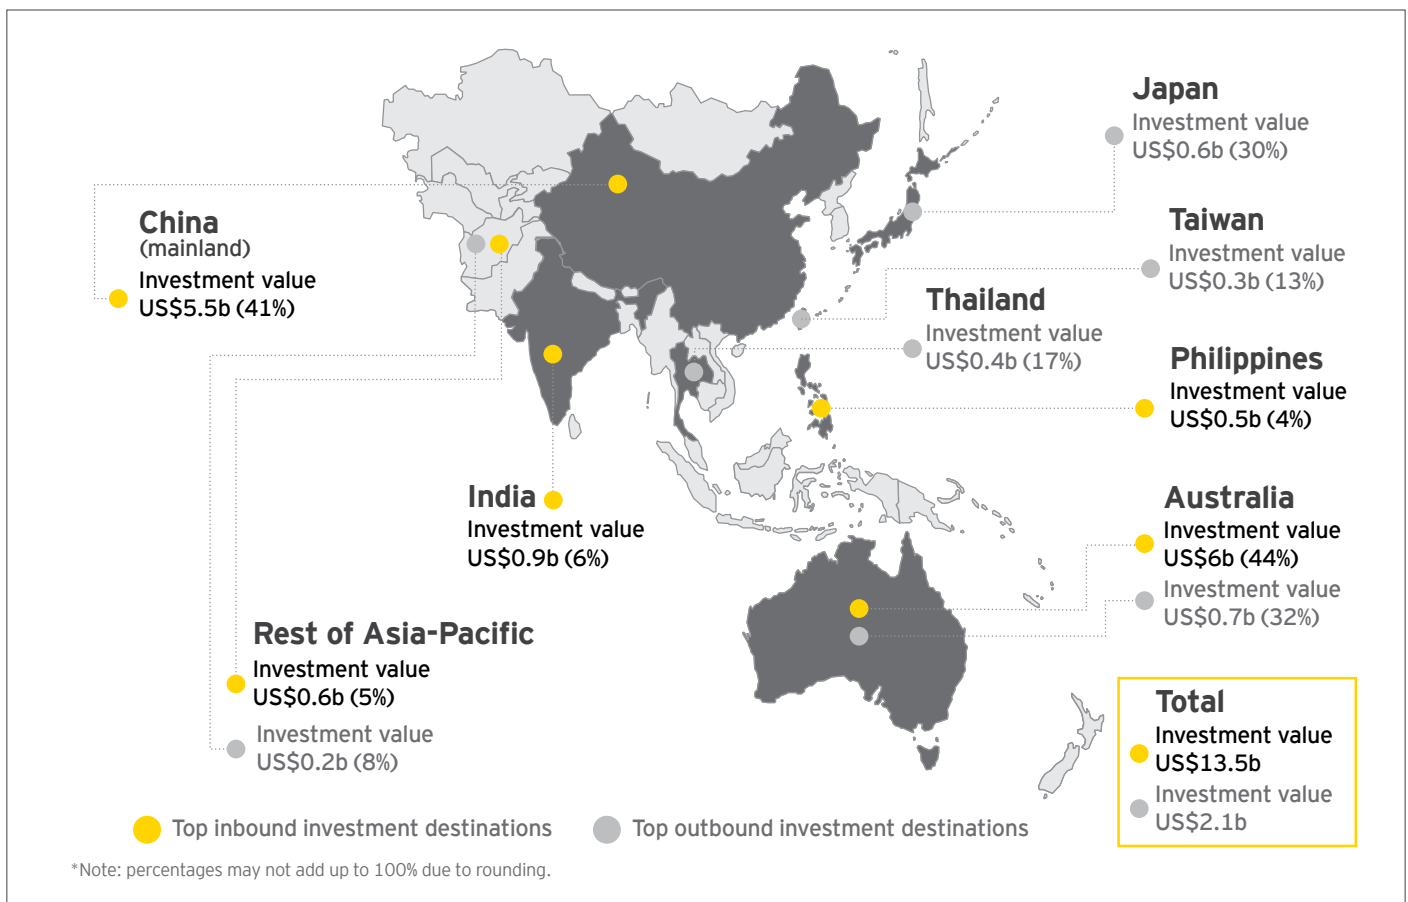 Japan
Investment value
US$0.6b (30%)
China
(mainland)
Investment value
US$5.5b (41%)
Taiwan
Investment value
US$0.3b (13%)
Thailand
Investment value
US$0.4b (17%)
Philippines
Investment value
US$0.5b (4%)
India
Investment value
US$0.9b (6%)
Australia
Investment value
US$6b (44%)
Investment value
US$0.7b (32%)
Rest of Asia-Pacific
Investment value
US$0.6b (5%)
Investment value
US$0.2b (8%)
Total
Investment value
US$13.5b
Investment value
US$2.1b
Top inbound investment destinations
Top outbound investment destinations
*Note: percentages may not add up to 100% due to rounding.